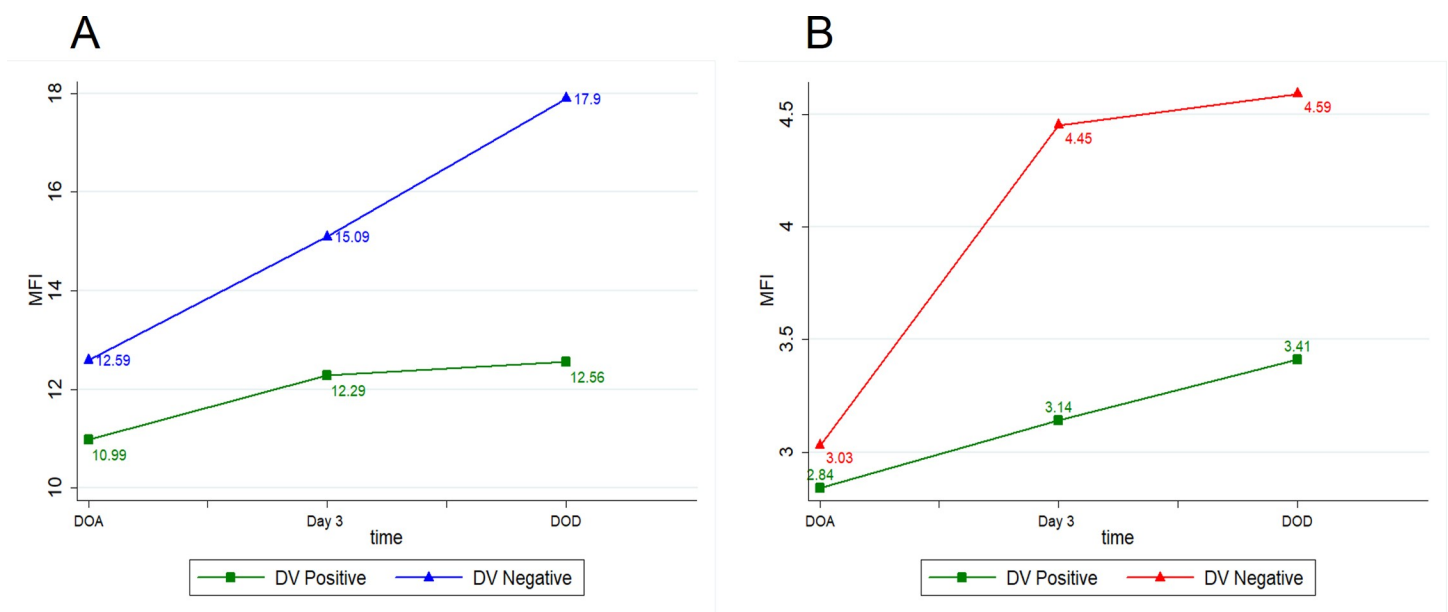 A
18
16
14
12
10
MFI
17.9
15.09
12.59
12.56
12.29
10.99
DOA
Day 3
DOD
time
DV Positive
DV Negative
B
4.5
4
3.5
3
MFI
4.59
4.45
3.41
3.14
3.03
2.84
DOA
Day 3
DOD
time
DV Positive
DV Negative